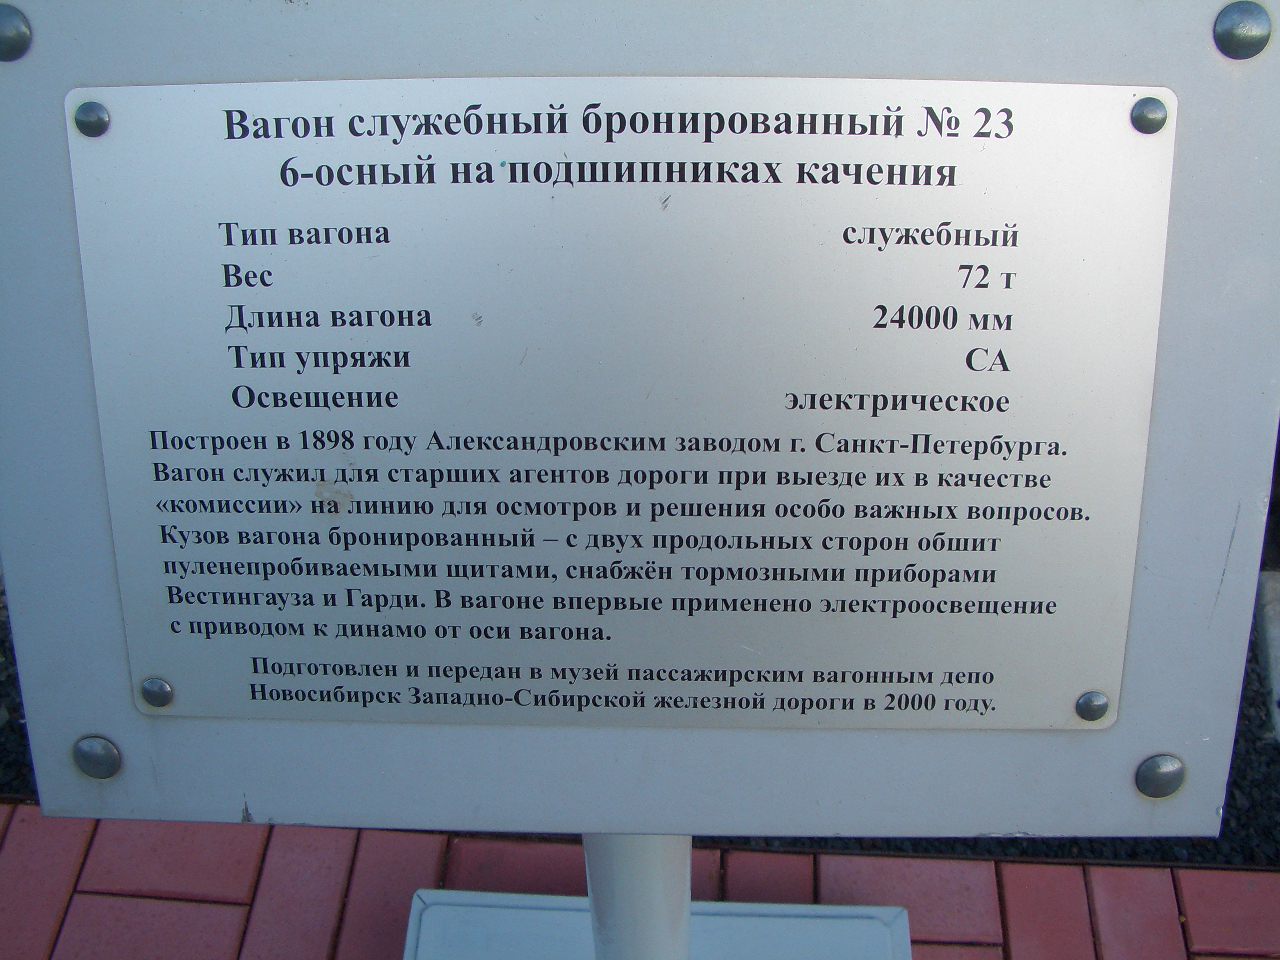 Вагон служебный бронированный № 23
6-осный на подшипниках качения
Тип вагона служебный
Вес 72 т
Длина вагона 24000 мм
Тип упряжи СА
Освещение электрическое
Построен в 1898 году Александровским заводом г. Санкт-Петербурга.
Вагон служил для старших агентов дороги при выезде их в качестве
«комиссии» на линию для осмотров и решения особо важных вопросов.
Кузов вагона бронированный – с двух продольных сторон обшит
пуленепробиваемыми щитами, снабжён тормозными приборами
Вестингауза и Гарди. В вагоне впервые применено электроосвещение
с приводом к динамо от оси вагона.
Подготовлен и передан в музей пассажирским вагонным депо
Новосибирск Западно-Сибирской железной дороги в 2000 году.